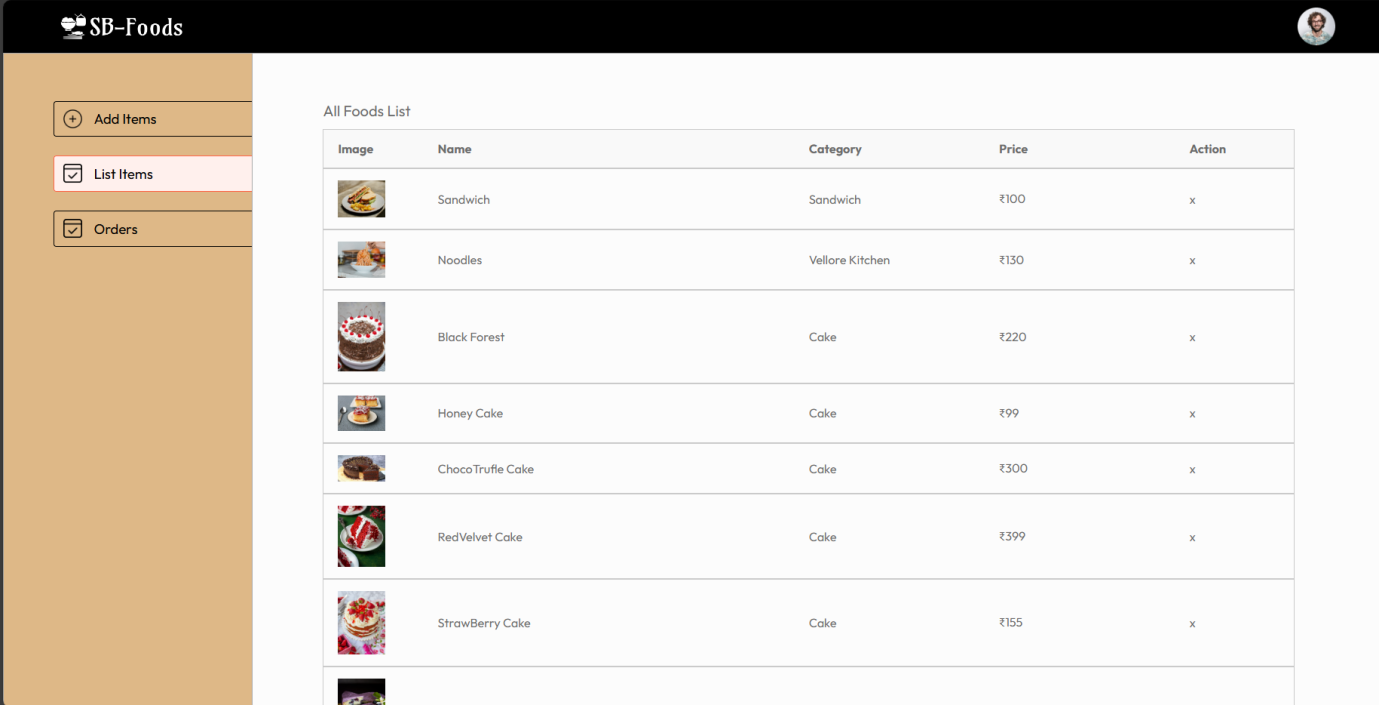 SB-Foods
Add Items
List Items
Orders
All Foods List
Image Name Category Price Action
Sandwich Sandwich ₹100 x
Noodles Vellore Kitchen ₹130 x
Black Forest Cake ₹220 x
Honey Cake Cake ₹99 x
ChocoTrufle Cake Cake ₹300 x
RedVelvet Cake Cake ₹399 x
StrawBerry Cake Cake ₹155 x